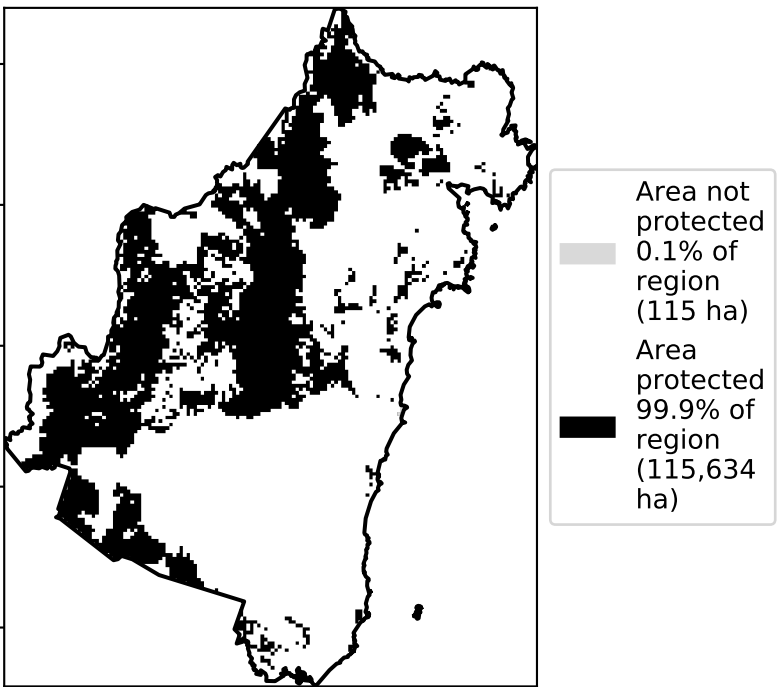 Area not
protected
0.1% of
region
(115 ha)
Area
protected
99.9% of
region
(115,634
ha)